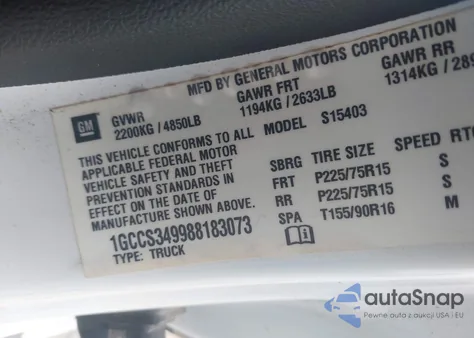 MFD BY GENERAL MOTORS CORPORATION
GM GVWR GAWR FRT GAWR RR
2200KG / 4850LB 1194KG / 2633LB 1314KG / 289
THIS VEHICLE CONFORMS TO ALL MODEL S15403
APPLICABLE FEDERAL MOTOR
VEHICLE SAFETY AND THEFT SBRG TIRE SIZE SPEED RTG
PREVENTION STANDARDS IN FRT P225/75R15 S
EFFECT ON THE DATE OF RR P225/75R15 S
MANUFACTURE SHOWN ABOVE. SPA T155/90R16 M
1GCCS349988183073
TYPE: TRUCK
autoSnap
Pewne auto z aukcji USA i EU